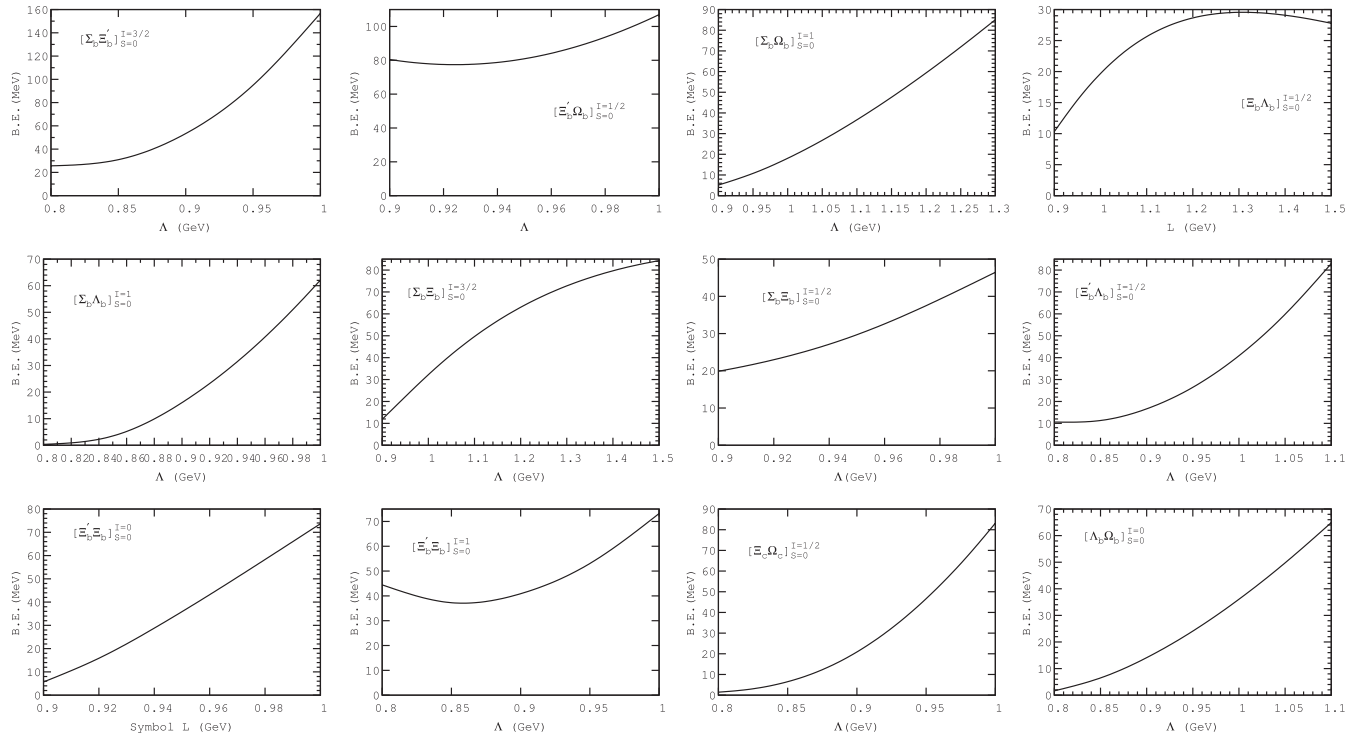 B.E.(MeV)
160
140
120
100
80
60
40
20
0
[Σ_bΞ'_b]^{I=3/2}_{S=0}
0.8 0.85 0.9 0.95 1
Λ (GeV)
B.E.(MeV)
100
80
60
40
20
0
[Ξ'_bΩ_b]^{I=1/2}_{S=0}
0.9 0.92 0.94 0.96 0.98 1
Λ
B.E.(MeV)
90
80
70
60
50
40
30
20
10
0
[Σ_bΩ_b]^{I=1}_{S=0}
0.9 0.95 1 1.05 1.1 1.15 1.2 1.25 1.3
Λ (GeV)
B.E.(MeV)
30
25
20
15
10
5
0
[Ξ_bΛ_b]^{I=1/2}_{S=0}
0.9 1 1.1 1.2 1.3 1.4 1.5
L (GeV)
B.E.(MeV)
70
60
50
40
30
20
10
0
[Σ_bΛ_b]^{I=1}_{S=0}
0.8 0.82 0.84 0.86 0.88 0.9 0.92 0.94 0.96 0.98 1
Λ (GeV)
B.E.(MeV)
80
70
60
50
40
30
20
10
0
[Σ_bΞ_b]^{I=3/2}_{S=0}
0.9 1 1.1 1.2 1.3 1.4 1.5
Λ (GeV)
B.E.(MeV)
50
40
30
20
10
0
[Σ_bΞ_b]^{I=1/2}_{S=0}
0.9 0.92 0.94 0.96 0.98 1
Λ(GeV)
B.E.(MeV)
80
70
60
50
40
30
20
10
0
[Ξ'_bΛ_b]^{I=1/2}_{S=0}
0.8 0.85 0.9 0.95 1 1.05 1.1
Λ (GeV)
B.E.(MeV)
80
70
60
50
40
30
20
10
0
[Ξ'_bΞ_b]^{I=0}_{S=0}
0.9 0.92 0.94 0.96 0.98 1
Symbol L (GeV)
B.E.(MeV)
70
60
50
40
30
20
10
0
[Ξ'_bΞ_b]^{I=1}_{S=0}
0.8 0.85 0.9 0.95 1
Λ (GeV)
B.E.(MeV)
90
80
70
60
50
40
30
20
10
0
[Ξ_cΩ_c]^{I=1/2}_{S=0}
0.8 0.85 0.9 0.95 1
Λ(GeV)
B.E.(MeV)
70
60
50
40
30
20
10
0
[Λ_bΩ_b]^{I=0}_{S=0}
0.8 0.85 0.9 0.95 1 1.05 1.1
Λ (GeV)